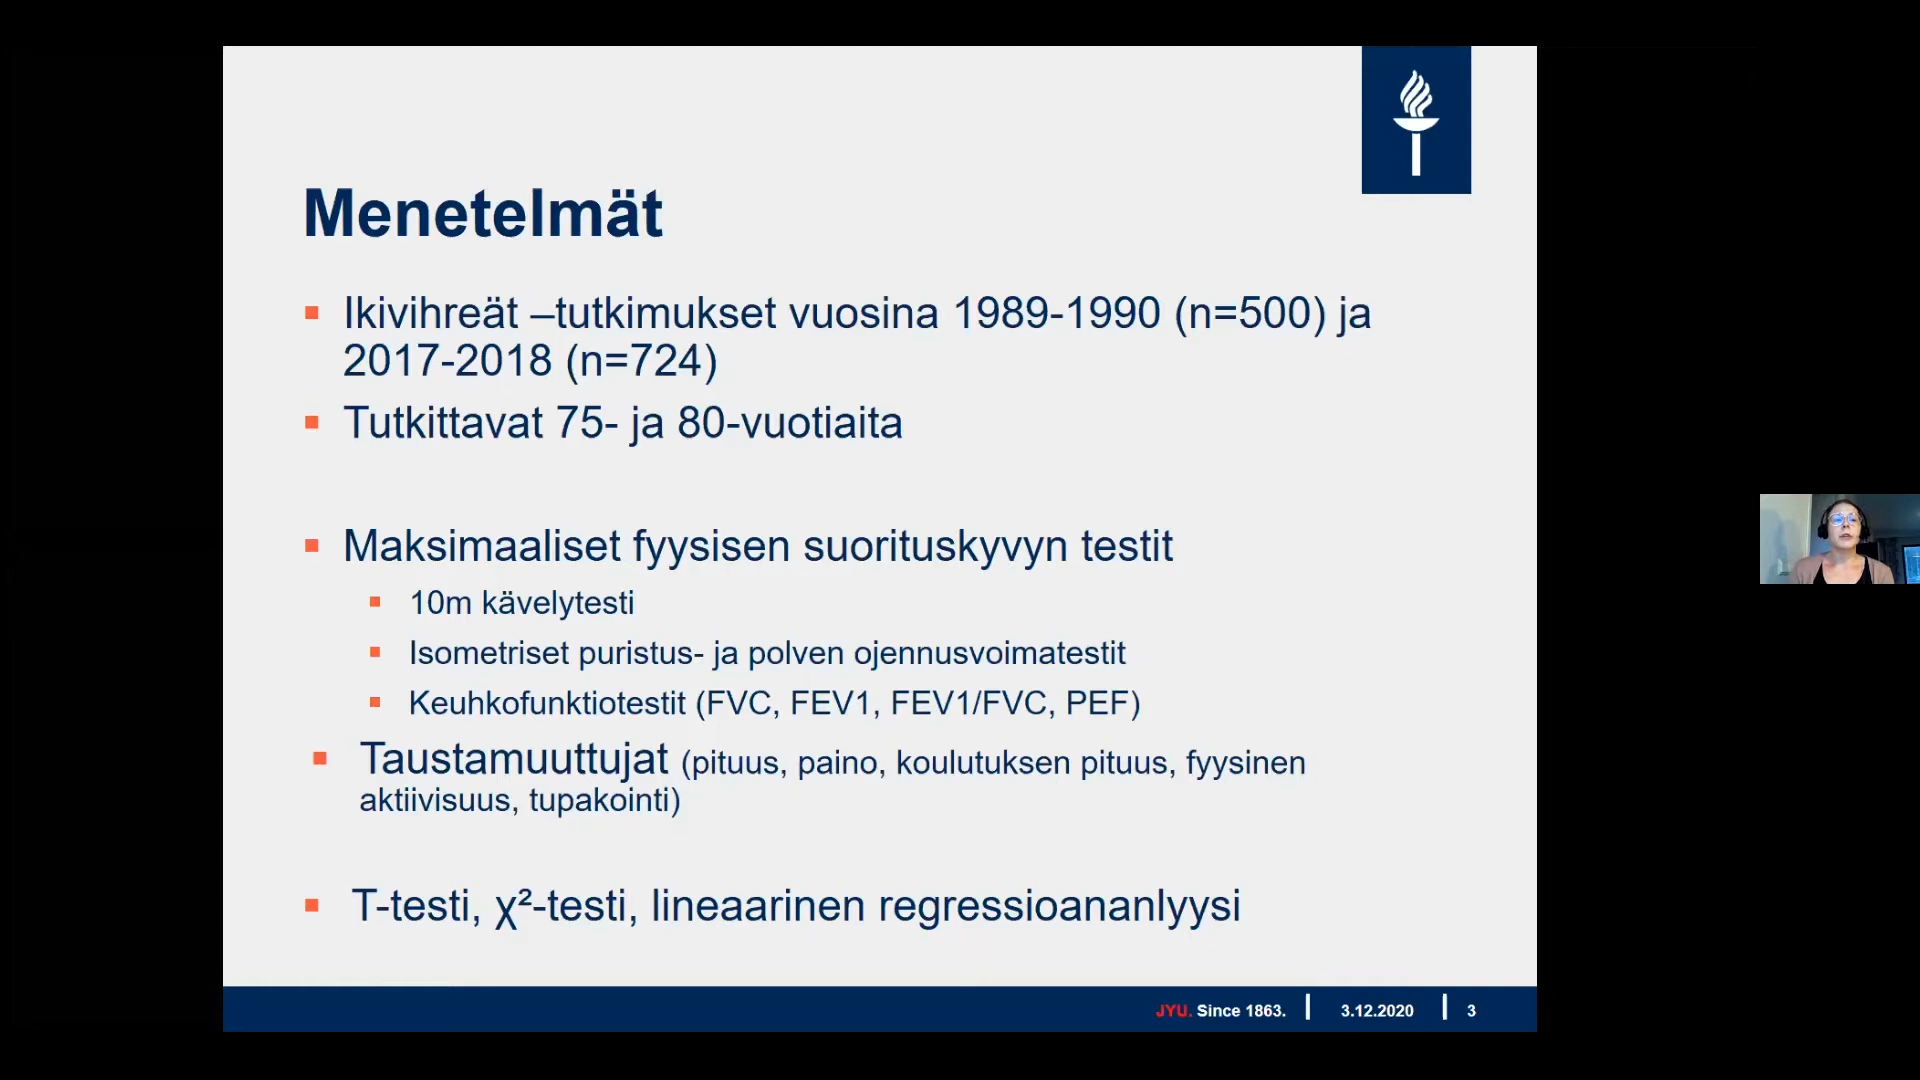 Menetelmät
Ikivihreät –tutkimukset vuosina 1989-1990 (n=500) ja
2017-2018 (n=724)
Tutkittavat 75- ja 80-vuotiaita
Maksimaaliset fyysisen suorituskyvyn testit
10m kävelytesti
Isometriset puristus- ja polven ojennusvoimatestit
Keuhkofunktiotestit (FVC, FEV1, FEV1/FVC, PEF)
Taustamuuttujat (pituus, paino, koulutuksen pituus, fyysinen
aktiivisuus, tupakointi)
T-testi, χ²-testi, lineaarinen regressioananlyysi
JYU. Since 1863. 3.12.2020 3